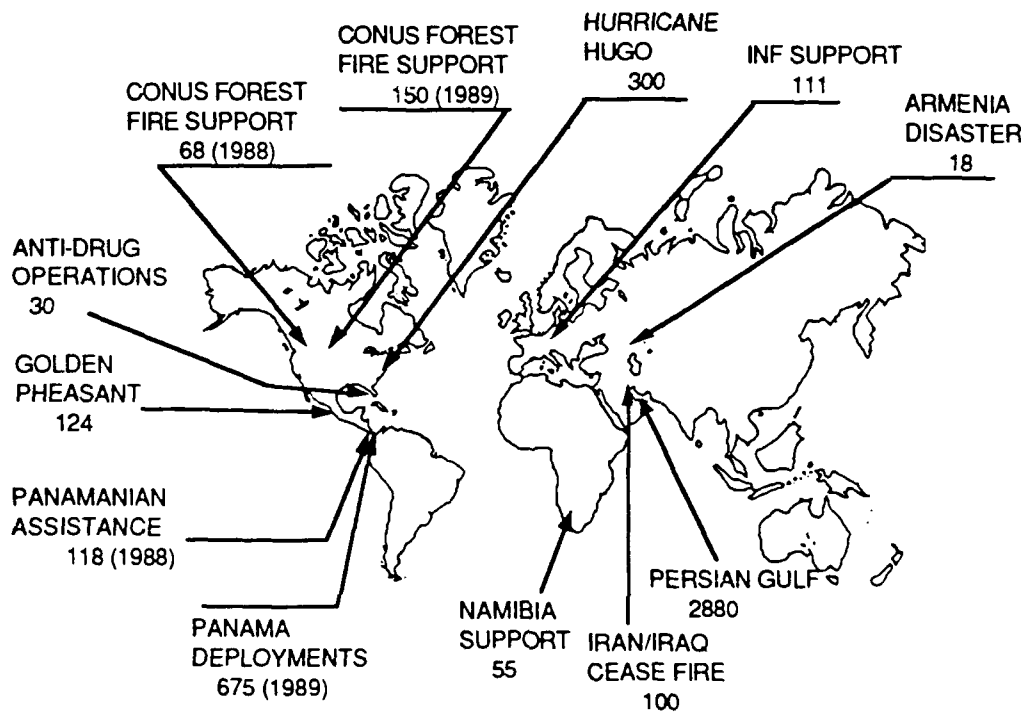 CONUS FOREST
FIRE SUPPORT
68 (1988)
CONUS FOREST
FIRE SUPPORT
150 (1989)
HURRICANE
HUGO
300
INF SUPPORT
111
ARMENIA
DISASTER
18
ANTI-DRUG
OPERATIONS
30
GOLDEN
PHEASANT
124
PANAMANIAN
ASSISTANCE
118 (1988)
PANAMA
DEPLOYMENTS
675 (1989)
NAMIBIA
SUPPORT
55
IRAN/IRAQ
CEASE FIRE
100
PERSIAN GULF
2880